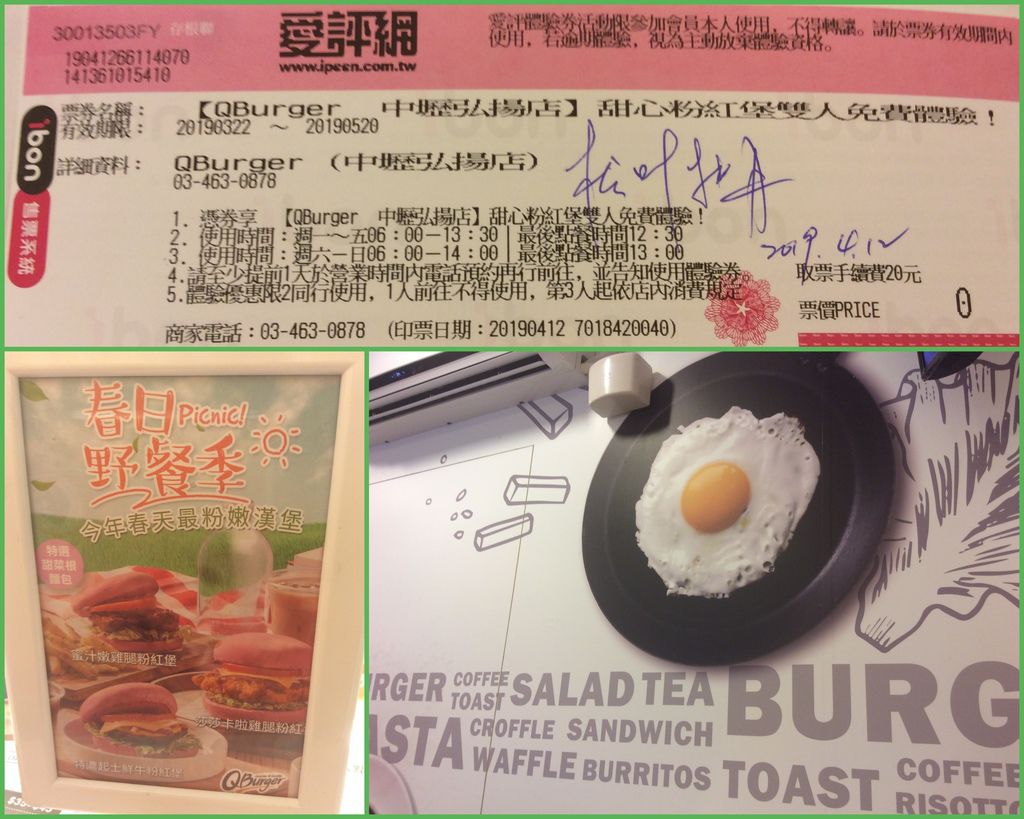 30013503FY 存根聯
19041266114070
141361015410
愛評網
www.ipeen.com.tw
愛評體驗券活動限參加會員本人使用，不得轉讓。請於票券有效期間內
使用，若逾期體驗，視為主動放棄體驗資格。
ibon
售票系統
票券名稱： 【QBurger 中壢弘揚店】甜心粉紅堡雙人免費體驗！
有效期限： 20190322 ～ 20190520
詳細資料： QBurger (中壢弘揚店)
03-463-0878
1. 憑券享 【QBurger 中壢弘揚店】甜心粉紅堡雙人免費體驗！
2. 使用時間：週一～五06：00－13：30│最後點餐時間12：30
3. 使用時間：週六－日06：00－14：00│最後點餐時間13：00
4.請至少提前1天於營業時間內電話預約再行前往，並告知使用體驗券。
5.體驗優惠限2同行使用，1人前往不得使用，第3人起依店內消費規定
2019.4.12
取票手續費20元
票價PRICE 0
商家電話：03-463-0878 (印票日期：20190412 7018420040)
春日Picnic!
野餐季
今年春天最粉嫩漢堡
特選
甜菜根
麵包
蜜汁嫩雞腿粉紅堡
莎莎卡啦雞腿粉紅
特濃起士鮮牛粉紅堡
QBurger
RGER COFFEE TOAST SALAD TEA BURG
ASTA CROFFLE SANDWICH
WAFFLE BURRITOS TOAST COFFEE
RISOTTO